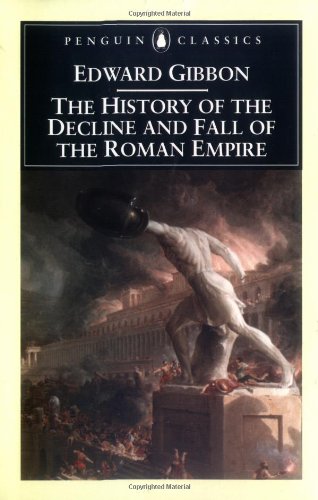 Copyrighted Material
PENGUIN CLASSICS
EDWARD GIBBON
THE HISTORY OF THE
DECLINE AND FALL OF
THE ROMAN EMPIRE
Copyrighted Material